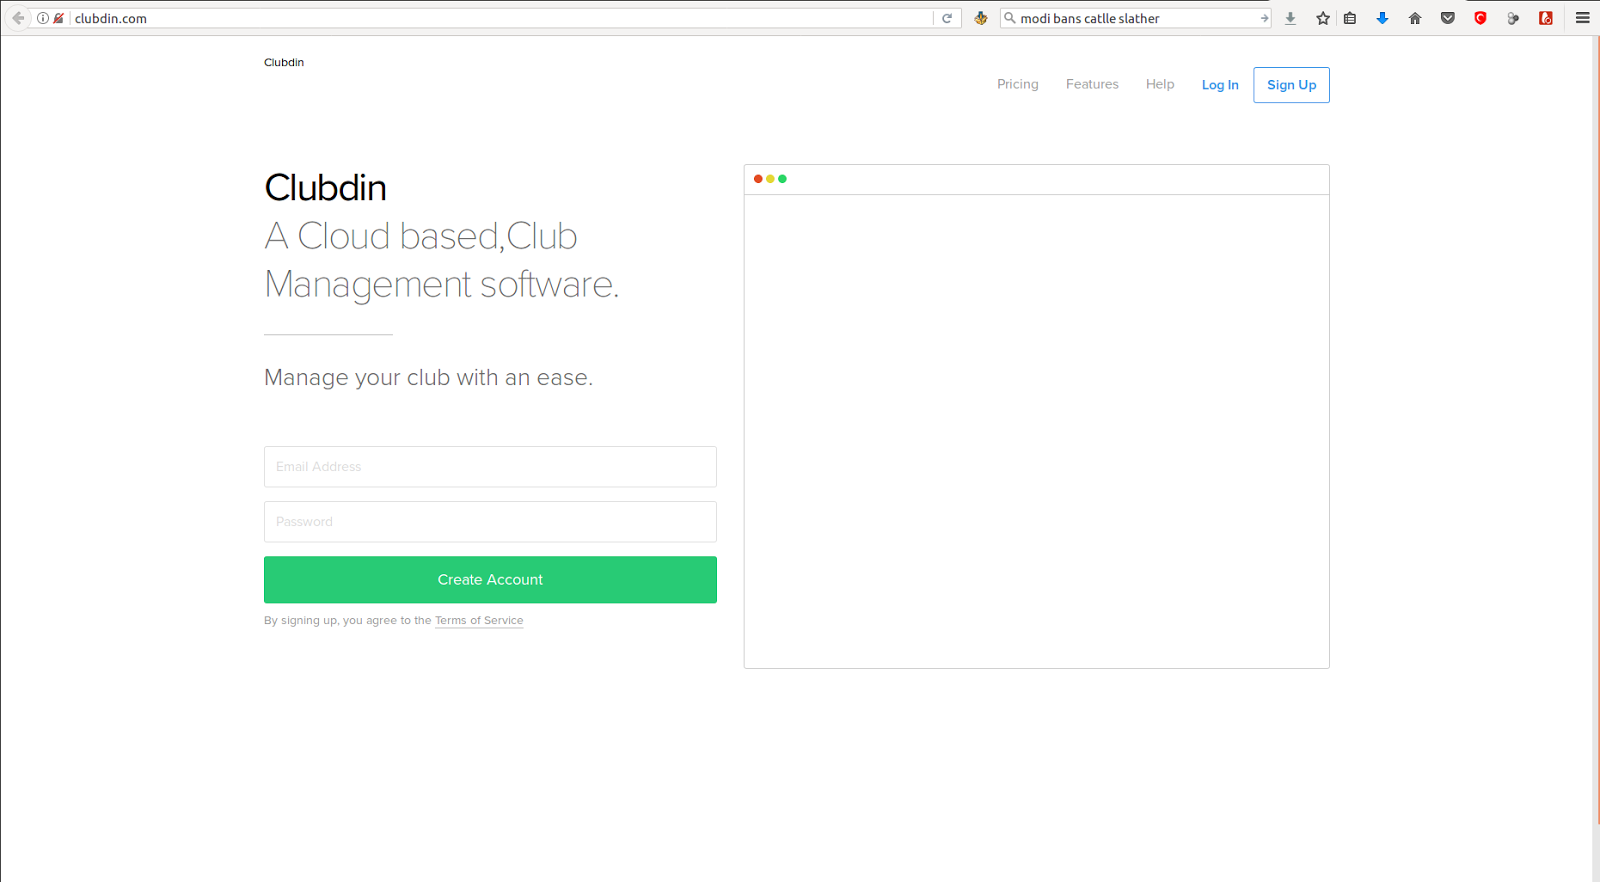 clubdin.com
modi bans catlle slather
Clubdin
Pricing Features Help Log In Sign Up
Clubdin
A Cloud based,Club
Management software.
Manage your club with an ease.
Email Address
Password
Create Account
By signing up, you agree to the Terms of Service